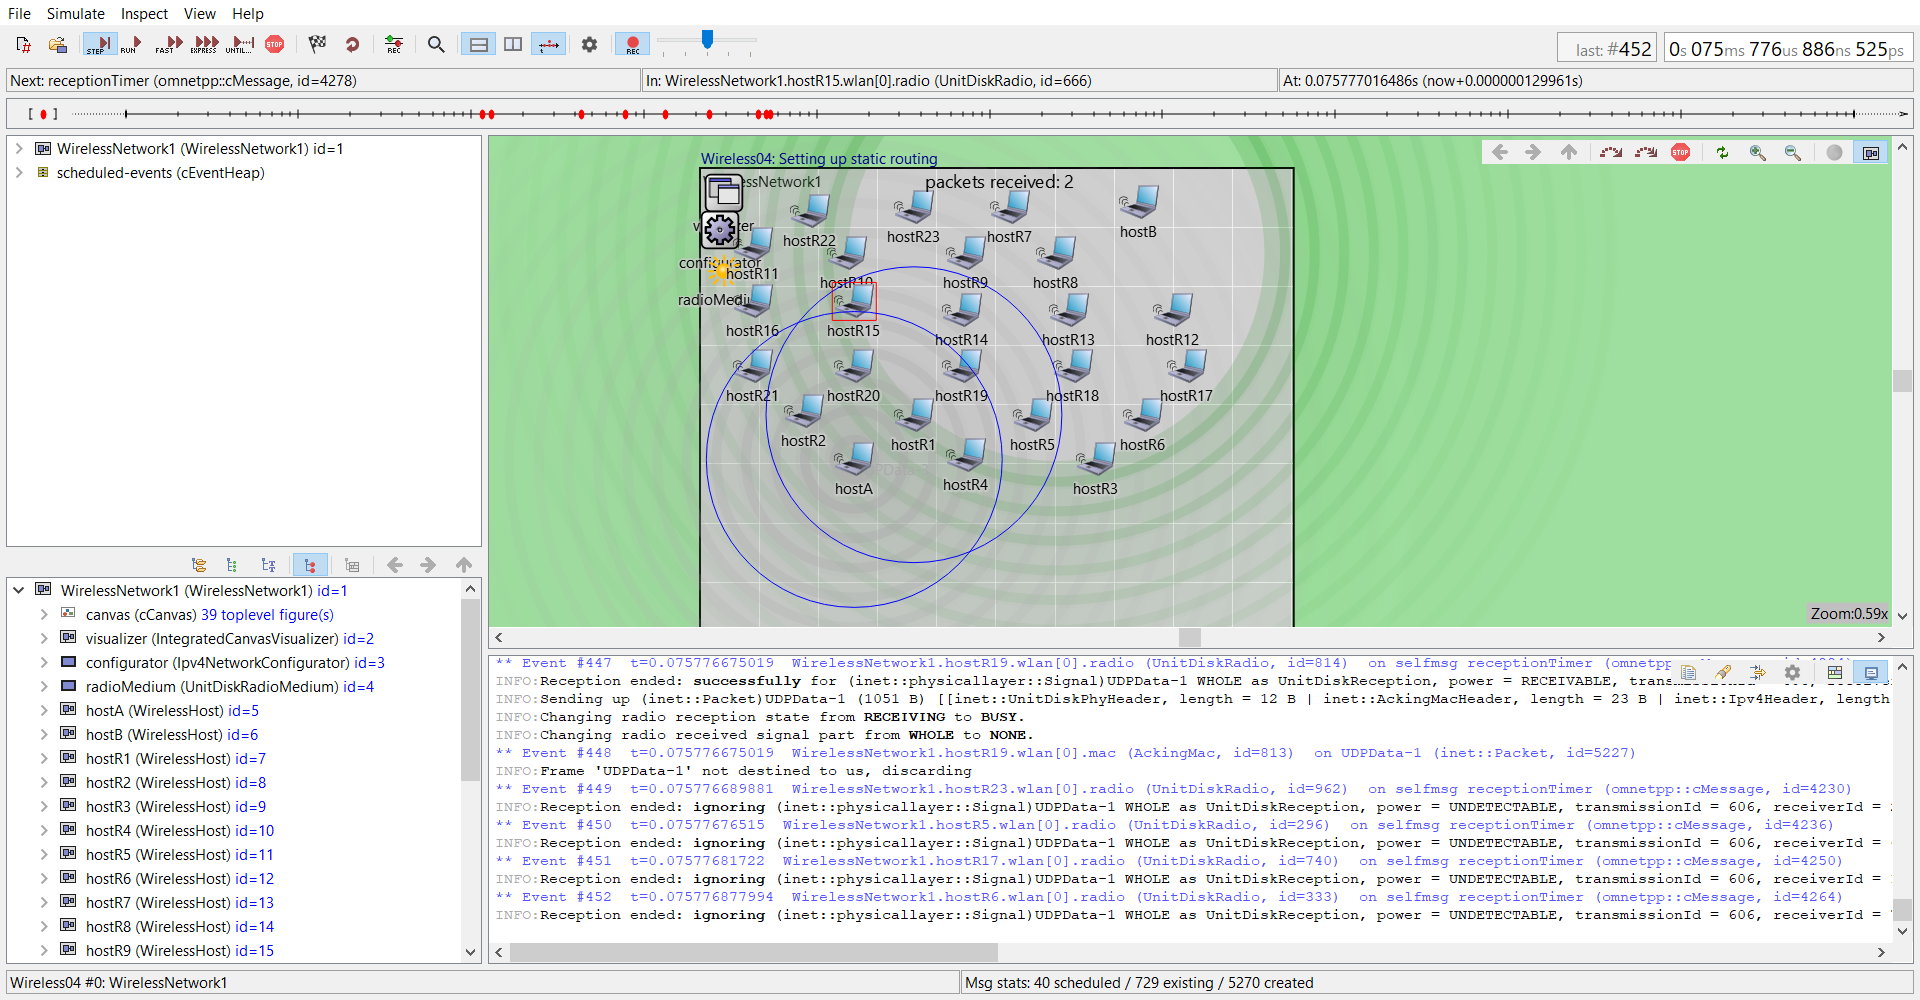 File Simulate Inspect View Help
STEP RUN FAST EXPRESS UNTIL... STOP REC REC
last: #452 0s 075ms 776us 886ns 525ps
Next: receptionTimer (omnetpp::cMessage, id=4278)
In: WirelessNetwork1.hostR15.wlan[0].radio (UnitDiskRadio, id=666)
At: 0.075777016486s (now+0.000000129961s)
WirelessNetwork1 (WirelessNetwork1) id=1
scheduled-events (cEventHeap)
WirelessNetwork1 (WirelessNetwork1) id=1
canvas (cCanvas) 39 toplevel figure(s)
visualizer (IntegratedCanvasVisualizer) id=2
configurator (Ipv4NetworkConfigurator) id=3
radioMedium (UnitDiskRadioMedium) id=4
hostA (WirelessHost) id=5
hostB (WirelessHost) id=6
hostR1 (WirelessHost) id=7
hostR2 (WirelessHost) id=8
hostR3 (WirelessHost) id=9
hostR4 (WirelessHost) id=10
hostR5 (WirelessHost) id=11
hostR6 (WirelessHost) id=12
hostR7 (WirelessHost) id=13
hostR8 (WirelessHost) id=14
hostR9 (WirelessHost) id=15
Wireless04: Setting up static routing
STOP
packets received: 2
hostR22
hostR23
hostR7
hostB
configurator
hostR11
hostR10
hostR9
hostR8
hostR16
hostR15
hostR14
hostR13
hostR12
hostR21
hostR20
hostR19
hostR18
hostR17
hostR2
hostR1
hostR5
hostR6
hostA
hostR4
hostR3
Zoom:0.59x
** Event #447 t=0.075776675019 WirelessNetwork1.hostR19.wlan[0].radio (UnitDiskRadio, id=814) on selfmsg receptionTimer
INFO:Reception ended: successfully for (inet::physicallayer::Signal)UDPData-1 WHOLE as UnitDiskReception, power = RECEIVABLE,
INFO:Sending up (inet::Packet)UDPData-1 (1051 B) [[inet::UnitDiskPhyHeader, length = 12 B | inet::AckingMacHeader, length = 23 B | inet::Ipv4Header, length
INFO:Changing radio reception state from RECEIVING to BUSY.
INFO:Changing radio received signal part from WHOLE to NONE.
** Event #448 t=0.075776675019 WirelessNetwork1.hostR19.wlan[0].mac (AckingMac, id=813) on UDPData-1 (inet::Packet, id=5227)
INFO:Frame 'UDPData-1' not destined to us, discarding
** Event #449 t=0.075776689881 WirelessNetwork1.hostR23.wlan[0].radio (UnitDiskRadio, id=962) on selfmsg receptionTimer (omnetpp::cMessage, id=4230)
INFO:Reception ended: ignoring (inet::physicallayer::Signal)UDPData-1 WHOLE as UnitDiskReception, power = UNDETECTABLE, transmissionId = 606, receiverId =
** Event #450 t=0.07577676515 WirelessNetwork1.hostR5.wlan[0].radio (UnitDiskRadio, id=296) on selfmsg receptionTimer (omnetpp::cMessage, id=4236)
INFO:Reception ended: ignoring (inet::physicallayer::Signal)UDPData-1 WHOLE as UnitDiskReception, power = UNDETECTABLE, transmissionId = 606, receiverId =
** Event #451 t=0.07577681722 WirelessNetwork1.hostR17.wlan[0].radio (UnitDiskRadio, id=740) on selfmsg receptionTimer (omnetpp::cMessage, id=4250)
INFO:Reception ended: ignoring (inet::physicallayer::Signal)UDPData-1 WHOLE as UnitDiskReception, power = UNDETECTABLE, transmissionId = 606, receiverId =
** Event #452 t=0.075776877994 WirelessNetwork1.hostR6.wlan[0].radio (UnitDiskRadio, id=333) on selfmsg receptionTimer (omnetpp::cMessage, id=4264)
INFO:Reception ended: ignoring (inet::physicallayer::Signal)UDPData-1 WHOLE as UnitDiskReception, power = UNDETECTABLE, transmissionId = 606, receiverId =
Wireless04 #0: WirelessNetwork1
Msg stats: 40 scheduled / 729 existing / 5270 created